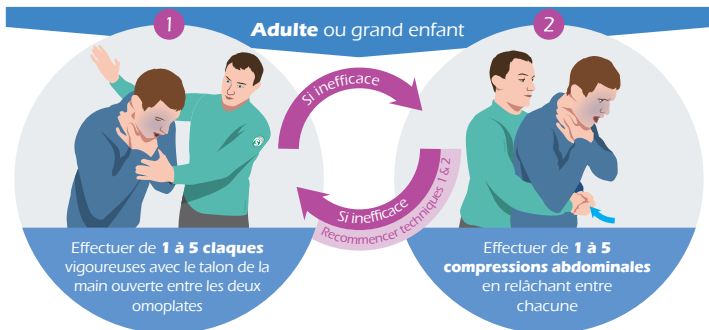 Adulte ou grand enfant
1
2
Si inefficace
Si inefficace
Recommencer techniques 1 & 2
Effectuer de 1 à 5 claques
vigoureuses avec le talon de la
main ouverte entre les deux
omoplates
Effectuer de 1 à 5
compressions abdominales
en relâchant entre
chacune